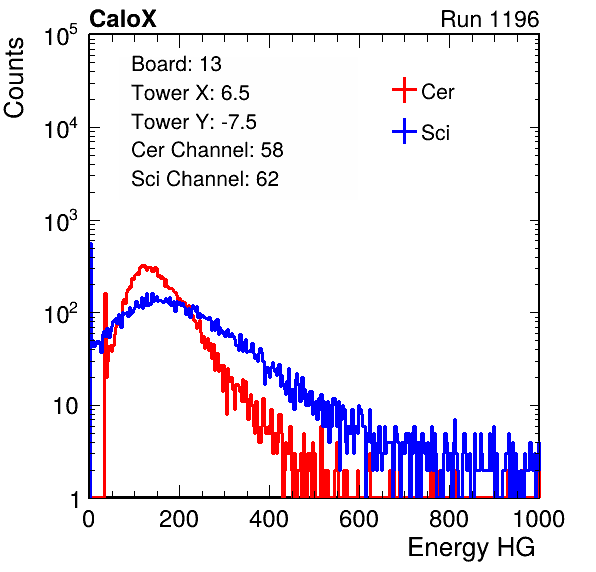 CaloX Run 1196
Counts
Board: 13
Tower X: 6.5
Tower Y: -7.5
Cer Channel: 58
Sci Channel: 62
Cer
Sci
10^5
10^4
10^3
10^2
10
1
0 200 400 600 800 1000
Energy HG